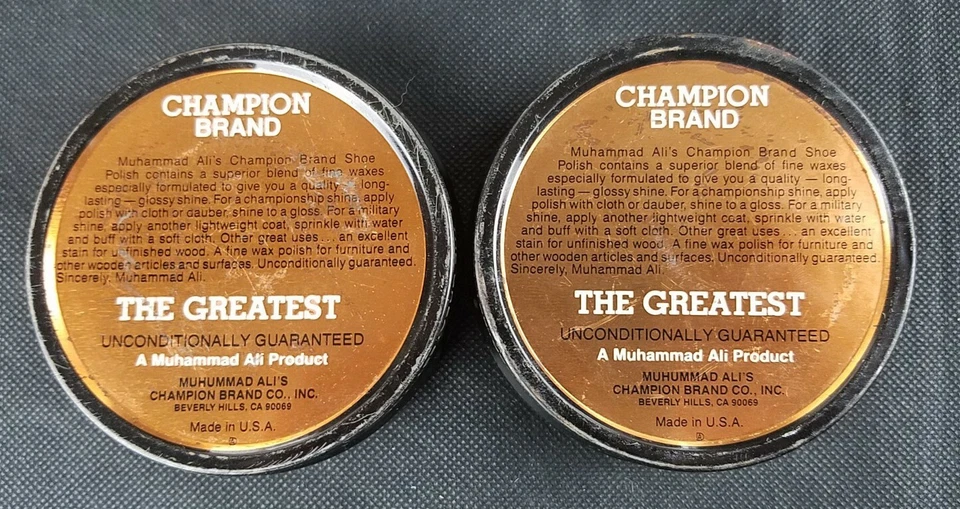 CHAMPION
BRAND
Muhammad Ali's Champion Brand Shoe
Polish contains a superior blend of fine waxes
especially formulated to give you a quality — long-
lasting — glossy shine. For a championship shine, apply
polish with cloth or dauber, shine to a gloss. For a military
shine, apply another lightweight coat, sprinkle with water
and buff with a soft cloth. Other great uses... an excellent
stain for unfinished wood. A fine wax polish for furniture and
other wooden articles and surfaces. Unconditionally guaranteed.
Sincerely, Muhammad Ali.
THE GREATEST
UNCONDITIONALLY GUARANTEED
A Muhammad Ali Product
MUHUMMAD ALI'S
CHAMPION BRAND CO., INC.
BEVERLY HILLS, CA 90069
Made in U.S.A.
CHAMPION
BRAND
Muhammad Ali's Champion Brand Shoe
Polish contains a superior blend of fine waxes
especially formulated to give you a quality — long-
lasting — glossy shine. For a championship shine, apply
polish with cloth or dauber, shine to a gloss. For a military
shine, apply another lightweight coat, sprinkle with water
and buff with a soft cloth. Other great uses... an excellent
stain for unfinished wood. A fine wax polish for furniture and
other wooden articles and surfaces. Unconditionally guaranteed.
Sincerely, Muhammad Ali.
THE GREATEST
UNCONDITIONALLY GUARANTEED
A Muhammad Ali Product
MUHUMMAD ALI'S
CHAMPION BRAND CO., INC.
BEVERLY HILLS, CA 90069
Made in U.S.A.